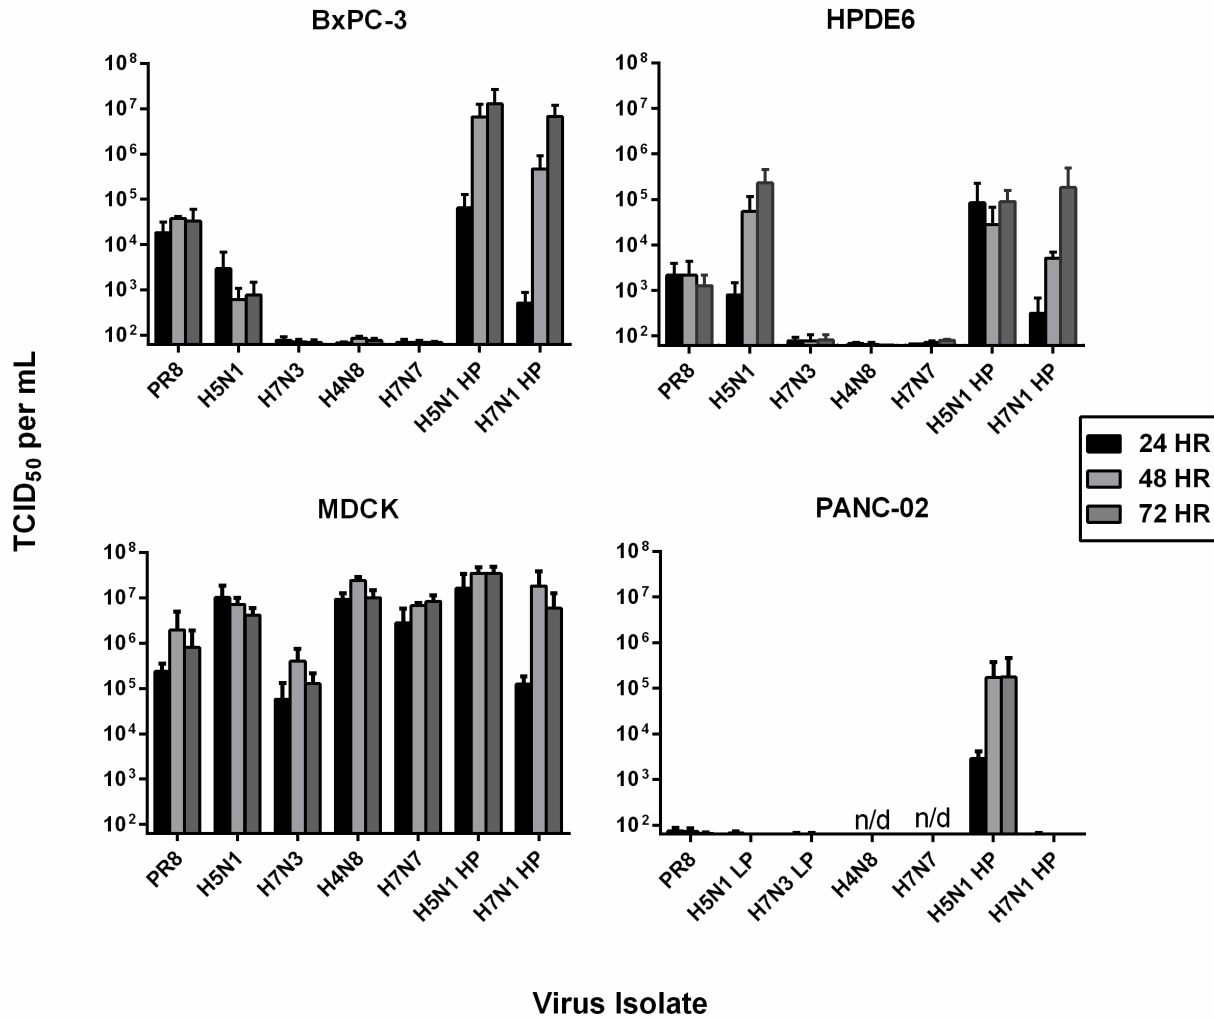 BxPC-3
10⁸
10⁷
10⁶
10⁵
10⁴
10³
10²
PR8
H5N1
H7N3
H4N8
H7N7
H5N1 HP
H7N1 HP
HPDE6
10⁸
10⁷
10⁶
10⁵
10⁴
10³
10²
PR8
H5N1
H7N3
H4N8
H7N7
H5N1 HP
H7N1 HP
24 HR
48 HR
72 HR
TCID₅₀ per mL
MDCK
10⁸
10⁷
10⁶
10⁵
10⁴
10³
10²
PR8
H5N1
H7N3
H4N8
H7N7
H5N1 HP
H7N1 HP
PANC-02
10⁸
10⁷
10⁶
10⁵
10⁴
10³
10²
n/d
n/d
PR8
H5N1 LP
H7N3 LP
H4N8
H7N7
H5N1 HP
H7N1 HP
Virus Isolate